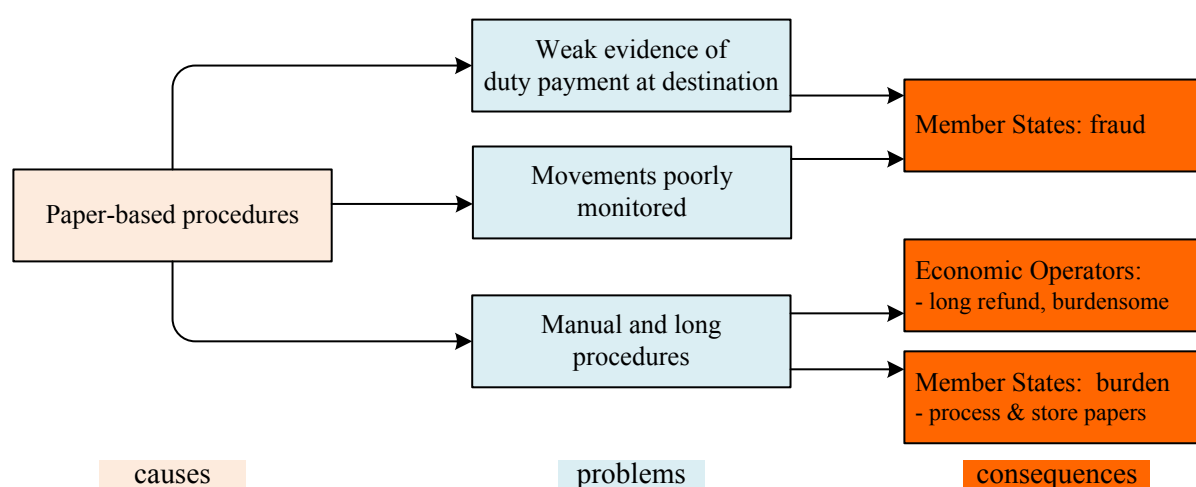 Weak evidence of
duty payment at destination
Member States: fraud
Paper-based procedures
Movements poorly
monitored
Economic Operators:
- long refund, burdensome
Manual and long
procedures
Member States:  burden
- process & store papers
causes
problems
consequences